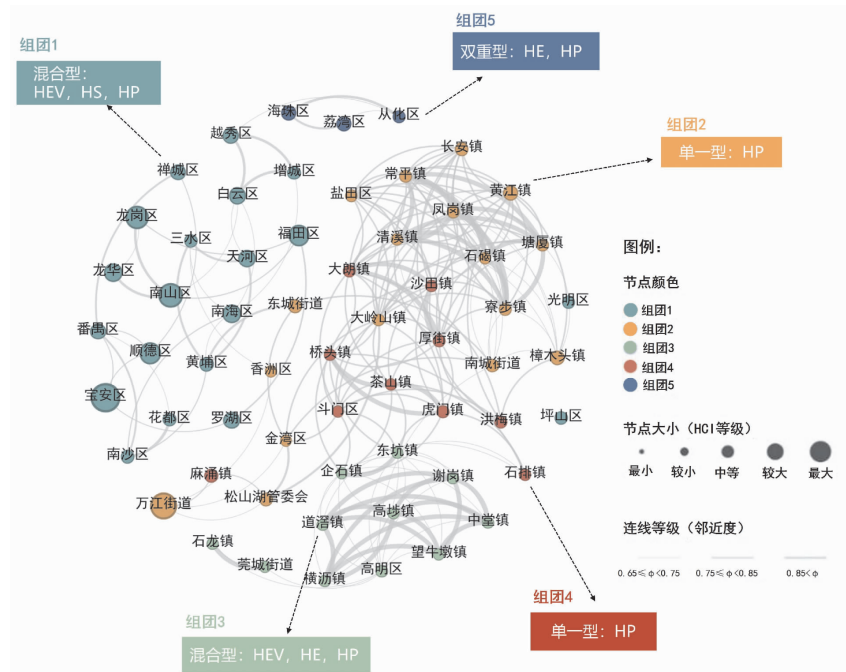 组团5
双重型：HE，HP
组团1
混合型：
HEV，HS，HP
海珠区
荔湾区
从化区
越秀区
组团2
单一型：HP
长安镇
禅城区
增城区
常平镇
白云区
盐田区
黄江镇
龙岗区
凤岗镇
三水区
福田区
清溪镇
塘厦镇
石碣镇
天河区
龙华区
大朗镇
沙田镇
南山区
光明区
南海区
东城街道
大岭山镇
寮步镇
番禺区
厚街镇
顺德区
黄埔区
桥头镇
樟木头镇
香洲区
南城街道
宝安区
茶山镇
花都区
罗湖区
斗门区
虎门镇
洪梅镇
坪山区
金湾区
南沙区
东坑镇
麻涌镇
企石镇
谢岗镇
石排镇
万江街道
松山湖管委会
道滘镇
高埗镇
中堂镇
石龙镇
望牛墩镇
莞城街道
横沥镇
高明区
图例：
节点颜色
组团1
组团2
组团3
组团4
组团5
节点大小（HCI等级）
最小 较小 中等 较大 最大
连线等级（邻近度）
0.65≤φ<0.75 0.75≤φ<0.85 0.85<φ
组团4
单一型：HP
组团3
混合型：HEV，HE，HP